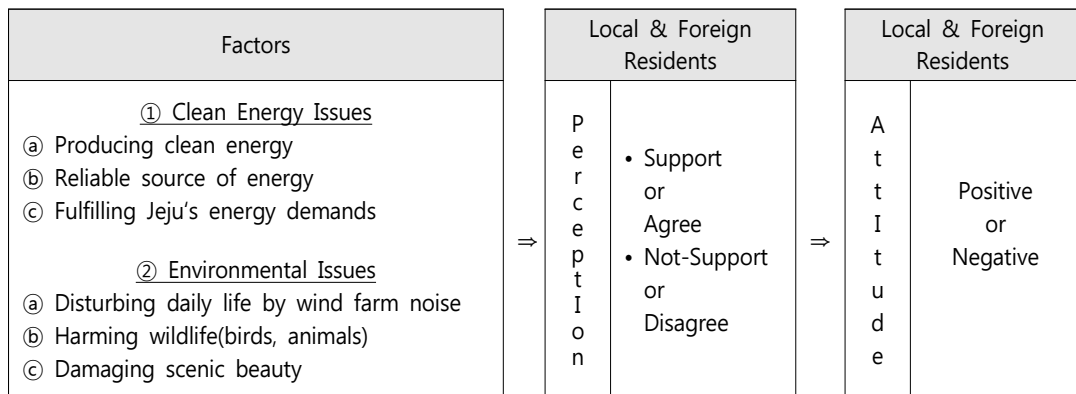 Factors
① Clean Energy Issues
ⓐ Producing clean energy
ⓑ Reliable source of energy
ⓒ Fulfilling Jeju's energy demands
② Environmental Issues
ⓐ Disturbing daily life by wind farm noise
ⓑ Harming wildlife(birds, animals)
ⓒ Damaging scenic beauty
⇒
Local & Foreign
Residents
PerceptIon
• Support
or
Agree
• Not-Support
or
Disagree
⇒
Local & Foreign
Residents
AttItude
Positive
or
Negative